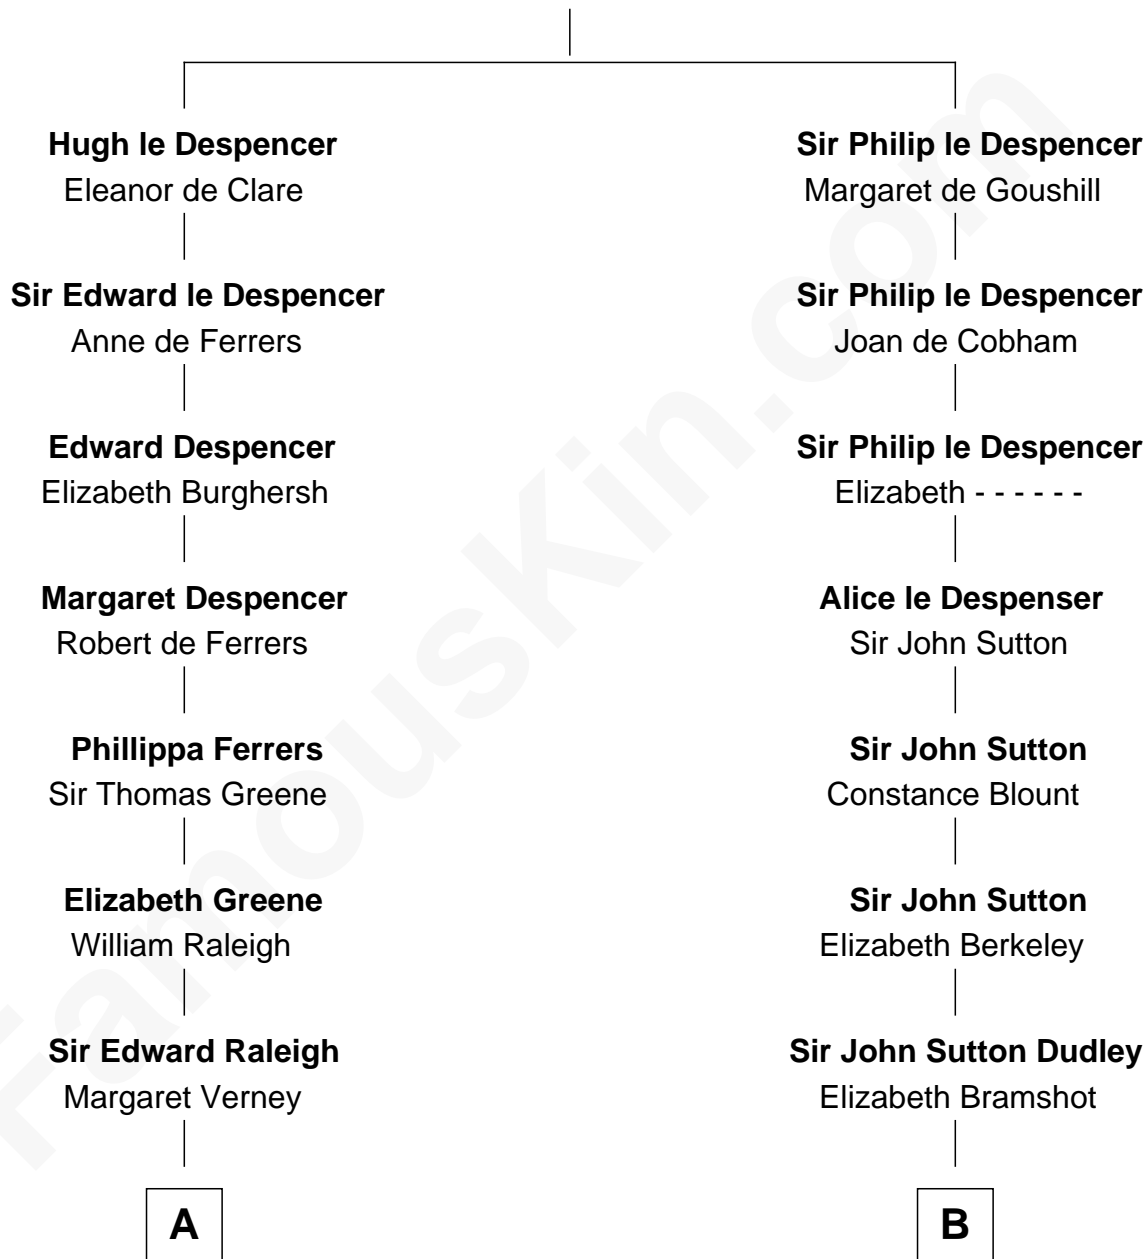 Hugh le Despencer
Eleanor de Clare
Sir Edward le Despencer
Anne de Ferrers
Edward Despencer
Elizabeth Burghersh
Margaret Despencer
Robert de Ferrers
Phillippa Ferrers
Sir Thomas Greene
Elizabeth Greene
William Raleigh
Sir Edward Raleigh
Margaret Verney
A
Sir Philip le Despencer
Margaret de Goushill
Sir Philip le Despencer
Joan de Cobham
Sir Philip le Despencer
Elizabeth - - - - - -
Alice le Despenser
Sir John Sutton
Sir John Sutton
Constance Blount
Sir John Sutton
Elizabeth Berkeley
Sir John Sutton Dudley
Elizabeth Bramshot
B
FamousKin.com